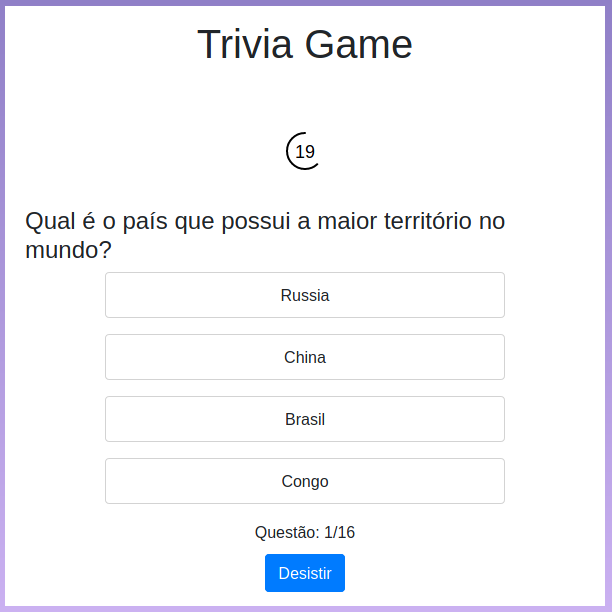 Trivia Game
19
Qual é o país que possui a maior território no
mundo?
Russia
China
Brasil
Congo
Questão: 1/16
Desistir